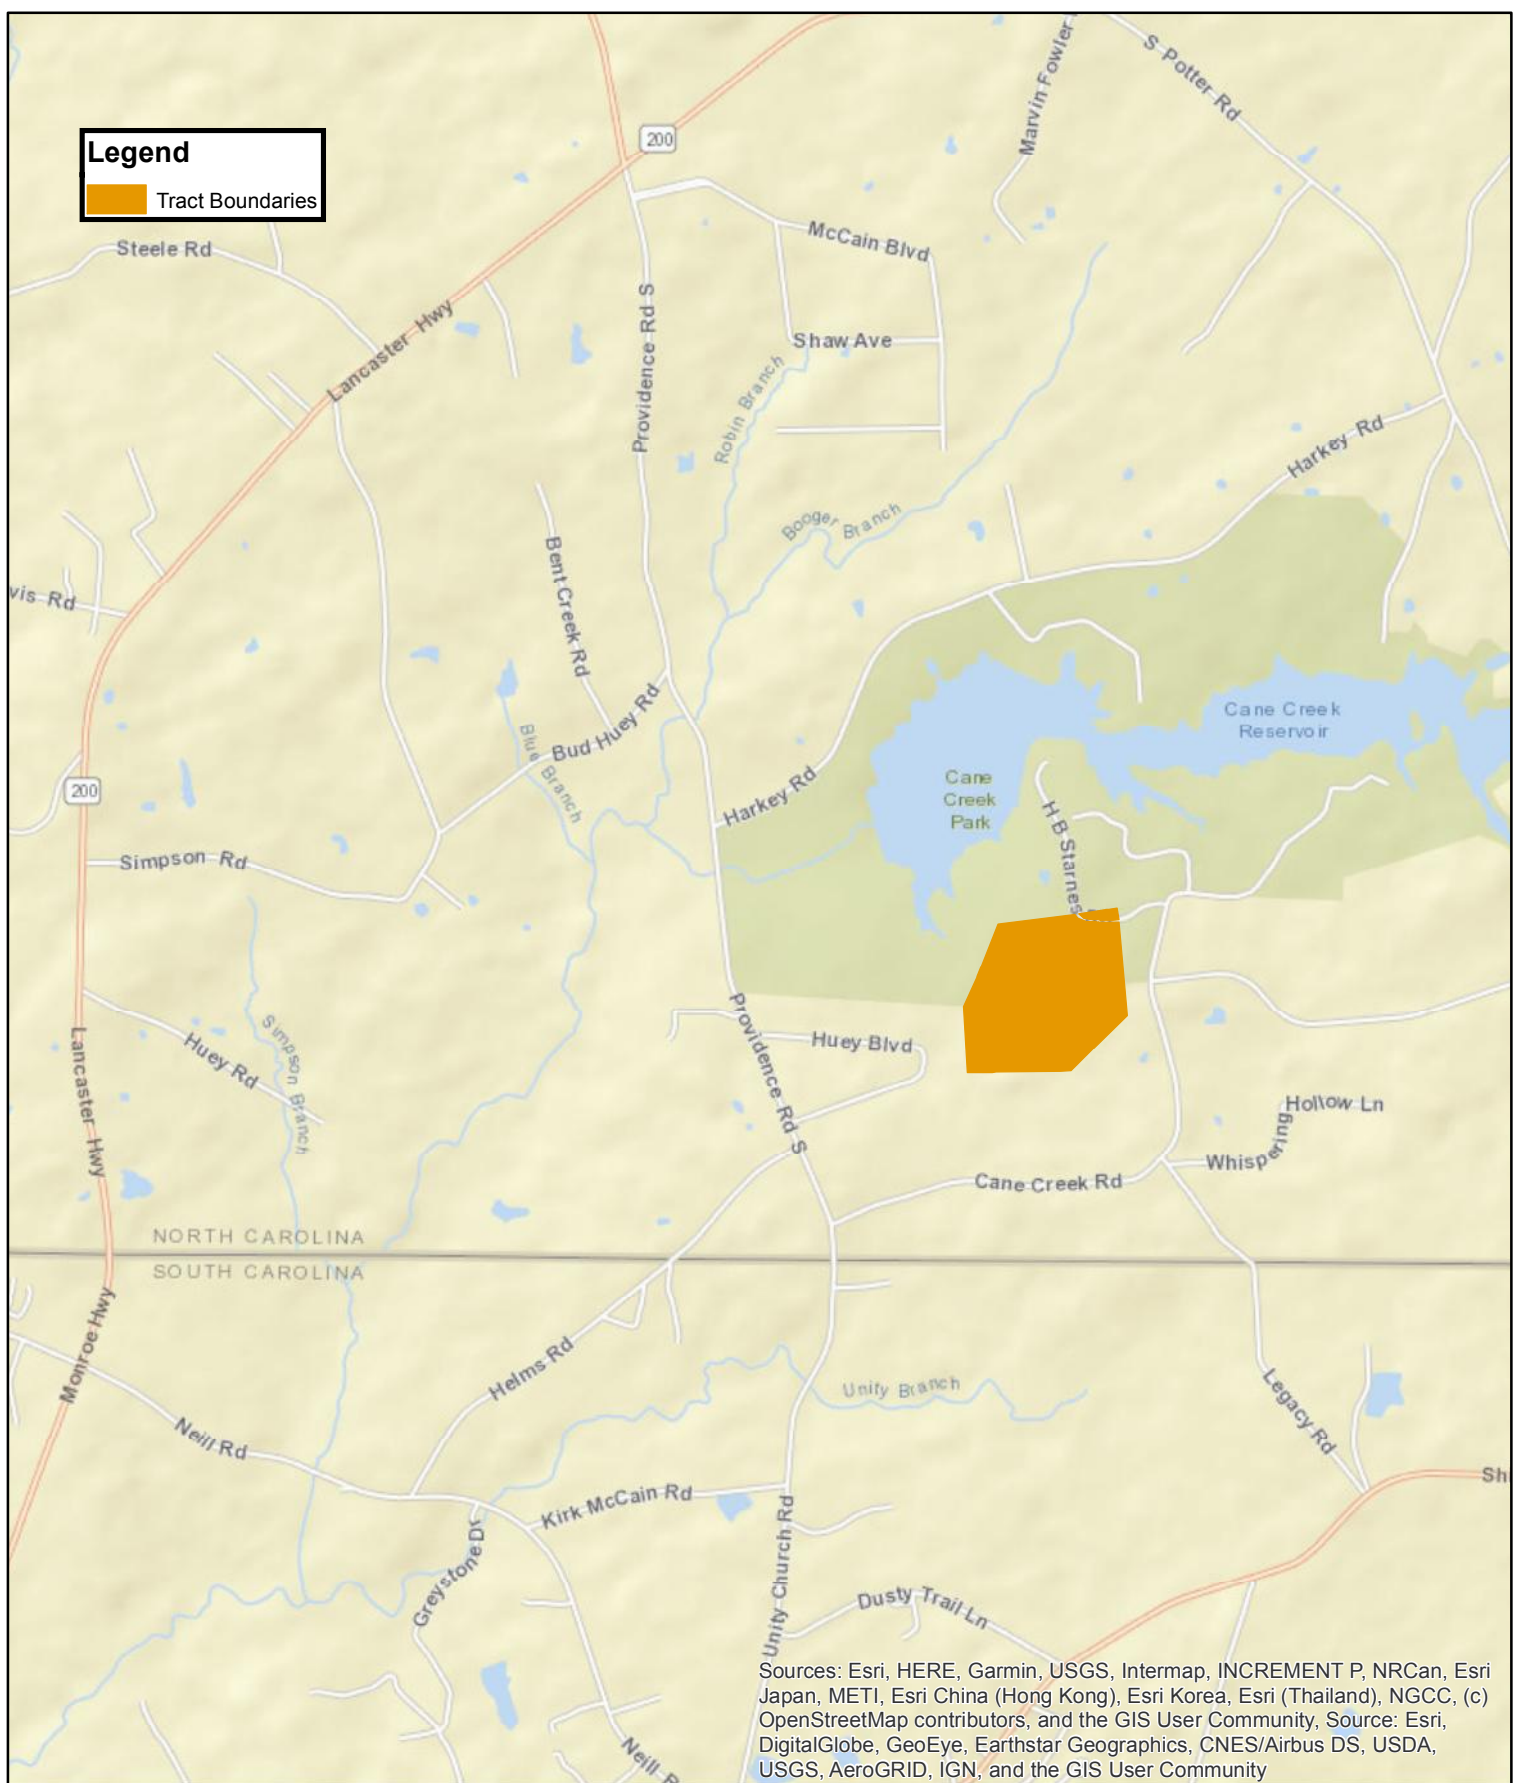 Marvin Fowler
S Potter Rd
200
Legend
Tract Boundaries
Steele Rd
McCain Blvd
Lancaster Hwy
Providence Rd S
Shaw Ave
Robin Branch
Harkey Rd
Booger Branch
Bent Creek Rd
vis Rd
Bud Huey Rd
Blue Branch
Cane Creek
Reservoir
Cane
Creek
Park
200
Harkey Rd
H B Starnes
Simpson Rd
Providence Rd S
Huey Blvd
Simpson Branch
Huey Rd
Lancaster Hwy
Hollow Ln
Whispering
Cane Creek Rd
NORTH CAROLINA
SOUTH CAROLINA
Monroe Hwy
Helms Rd
Unity Branch
Legacy Rd
Neill Rd
Sh
Kirk McCain Rd
Greystone Dr
Unity Church Rd
Dusty Trail Ln
Neill R
Sources: Esri, HERE, Garmin, USGS, Intermap, INCREMENT P, NRCan, Esri
Japan, METI, Esri China (Hong Kong), Esri Korea, Esri (Thailand), NGCC, (c)
OpenStreetMap contributors, and the GIS User Community, Source: Esri,
DigitalGlobe, GeoEye, Earthstar Geographics, CNES/Airbus DS, USDA,
USGS, AeroGRID, IGN, and the GIS User Community